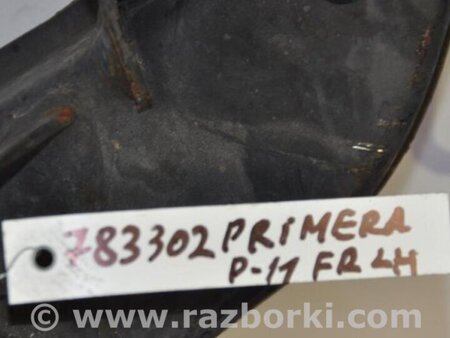 783302 PRIMERA
P-11 FR LH
www.razborki.com